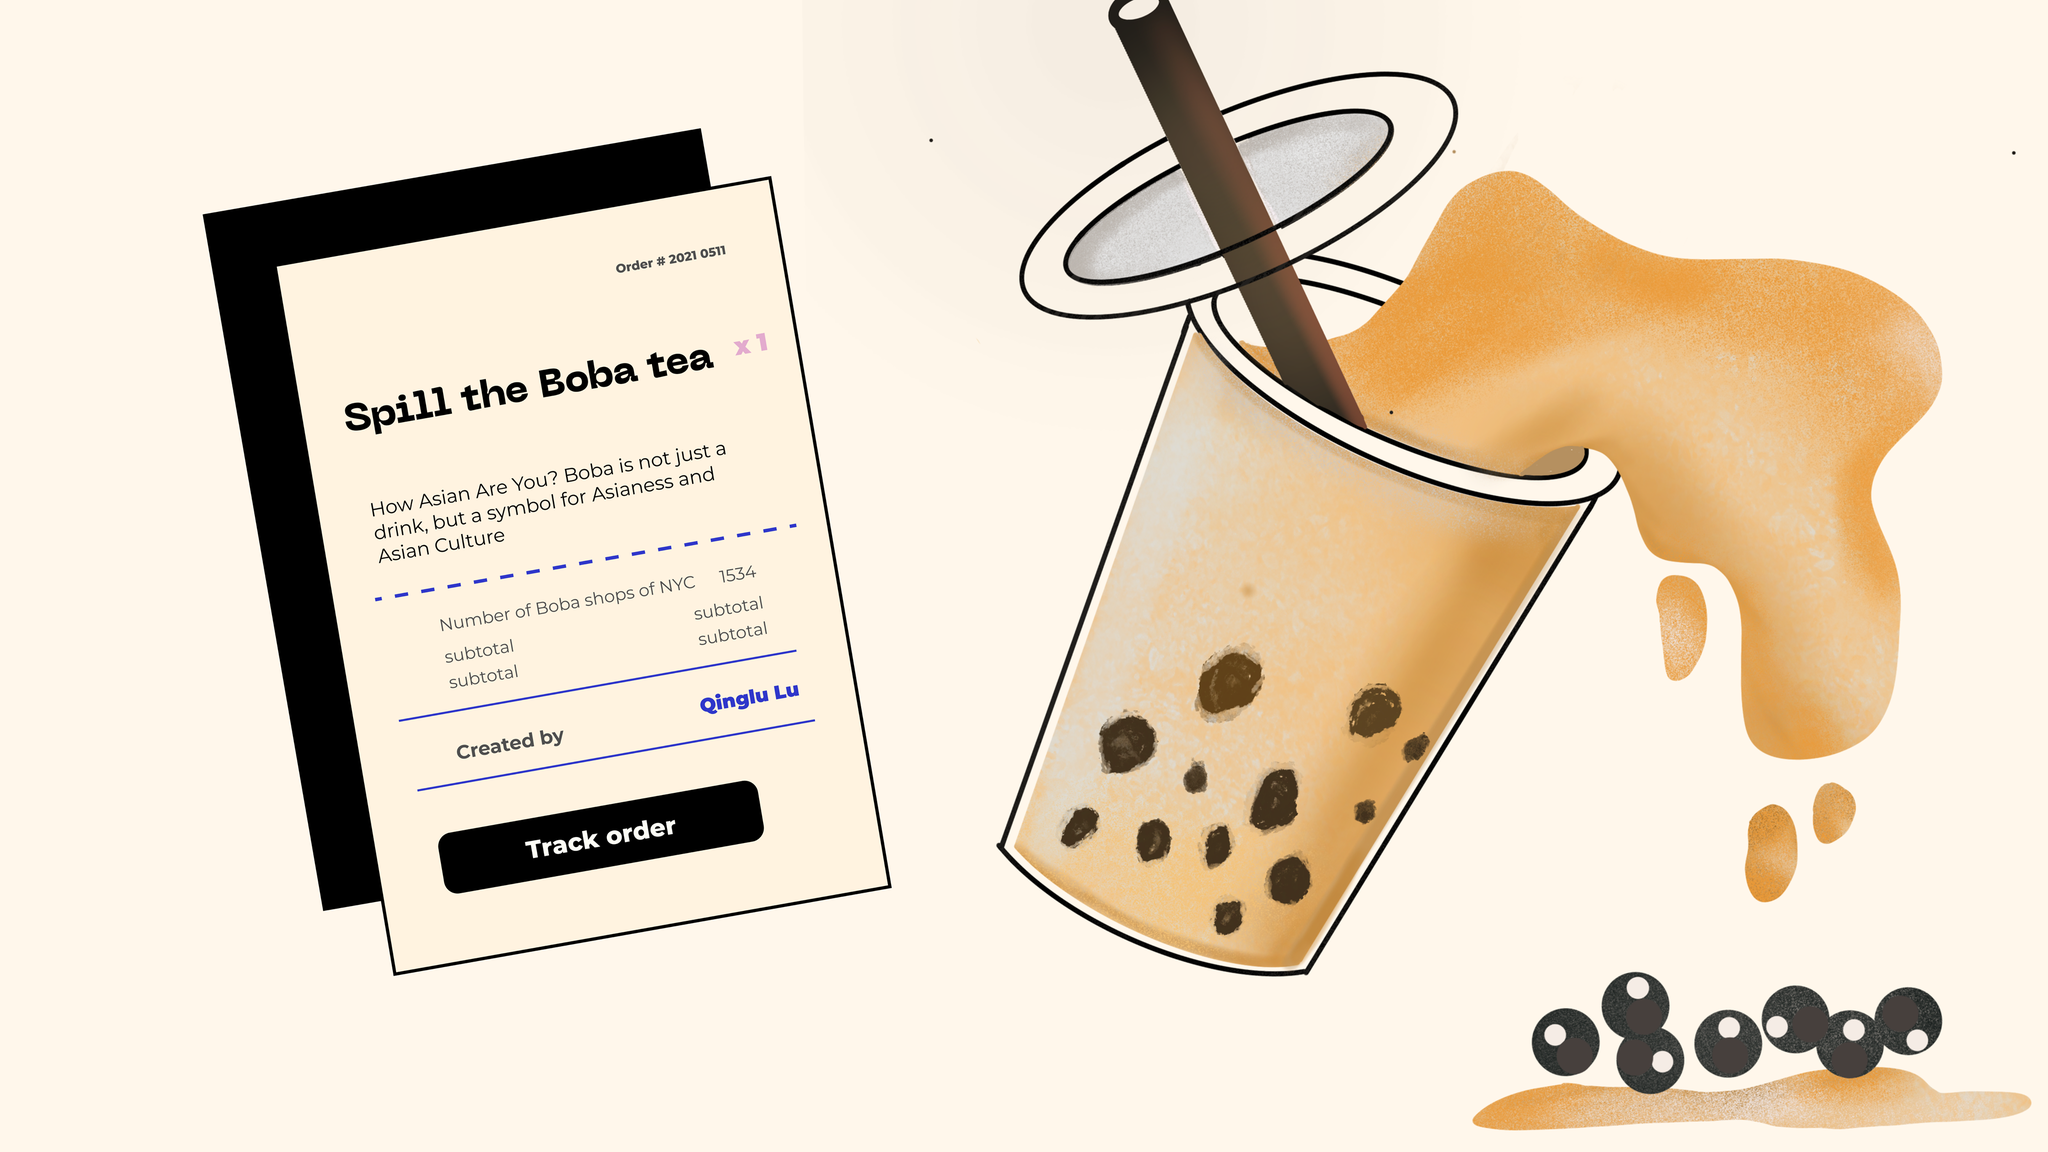 Order # 2021 0511
Spill the Boba tea x 1
How Asian Are You? Boba is not just a
drink, but a symbol for Asianess and
Asian Culture
Number of Boba shops of NYC 1534
subtotal subtotal
subtotal subtotal
Created by Qinglu Lu
Track order